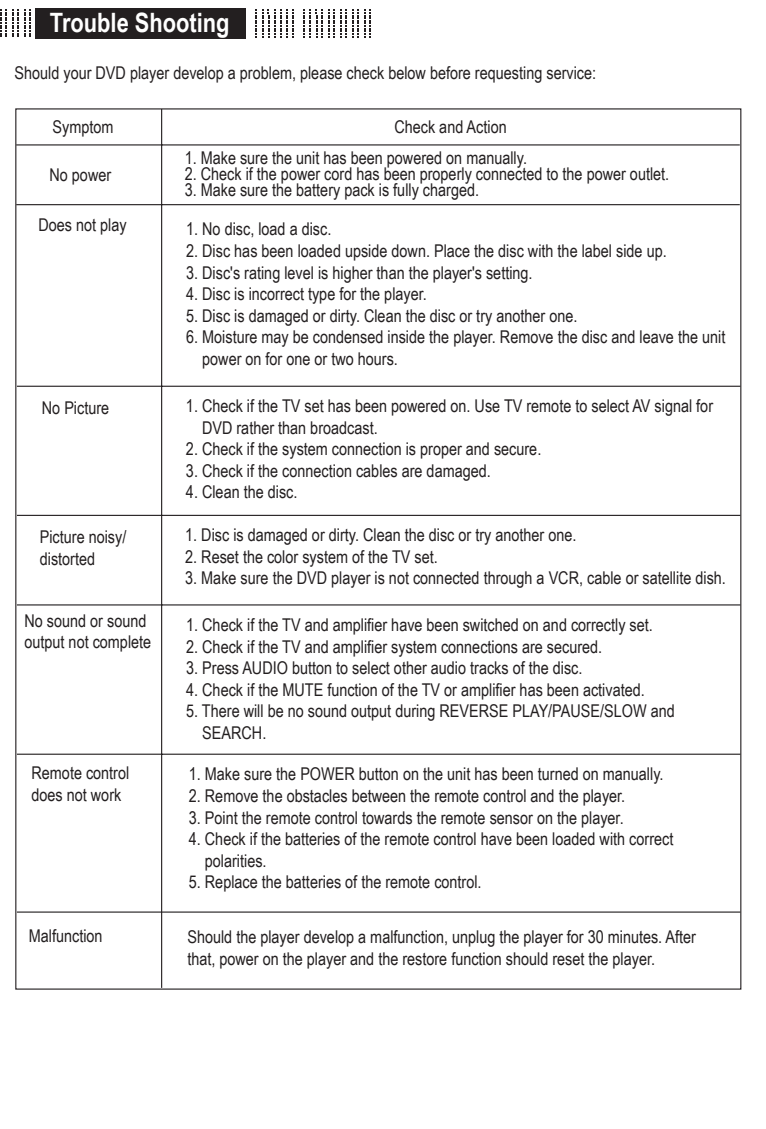 Trouble Shooting
Should your DVD player develop a problem, please check below before requesting service:
Symptom
Check and Action
No power
1. Make sure the unit has been powered on manually.
2. Check if the power cord has been properly connected to the power outlet.
3. Make sure the battery pack is fully charged.
Does not play
1. No disc, load a disc.
2. Disc has been loaded upside down. Place the disc with the label side up.
3. Disc's rating level is higher than the player's setting.
4. Disc is incorrect type for the player.
5. Disc is damaged or dirty. Clean the disc or try another one.
6. Moisture may be condensed inside the player. Remove the disc and leave the unit
power on for one or two hours.
No Picture
1. Check if the TV set has been powered on. Use TV remote to select AV signal for
DVD rather than broadcast.
2. Check if the system connection is proper and secure.
3. Check if the connection cables are damaged.
4. Clean the disc.
Picture noisy/
distorted
1. Disc is damaged or dirty. Clean the disc or try another one.
2. Reset the color system of the TV set.
3. Make sure the DVD player is not connected through a VCR, cable or satellite dish.
No sound or sound
output not complete
1. Check if the TV and amplifier have been switched on and correctly set.
2. Check if the TV and amplifier system connections are secured.
3. Press AUDIO button to select other audio tracks of the disc.
4. Check if the MUTE function of the TV or amplifier has been activated.
5. There will be no sound output during REVERSE PLAY/PAUSE/SLOW and
SEARCH.
Remote control
does not work
1. Make sure the POWER button on the unit has been turned on manually.
2. Remove the obstacles between the remote control and the player.
3. Point the remote control towards the remote sensor on the player.
4. Check if the batteries of the remote control have been loaded with correct
polarities.
5. Replace the batteries of the remote control.
Malfunction
Should the player develop a malfunction, unplug the player for 30 minutes. After
that, power on the player and the restore function should reset the player.